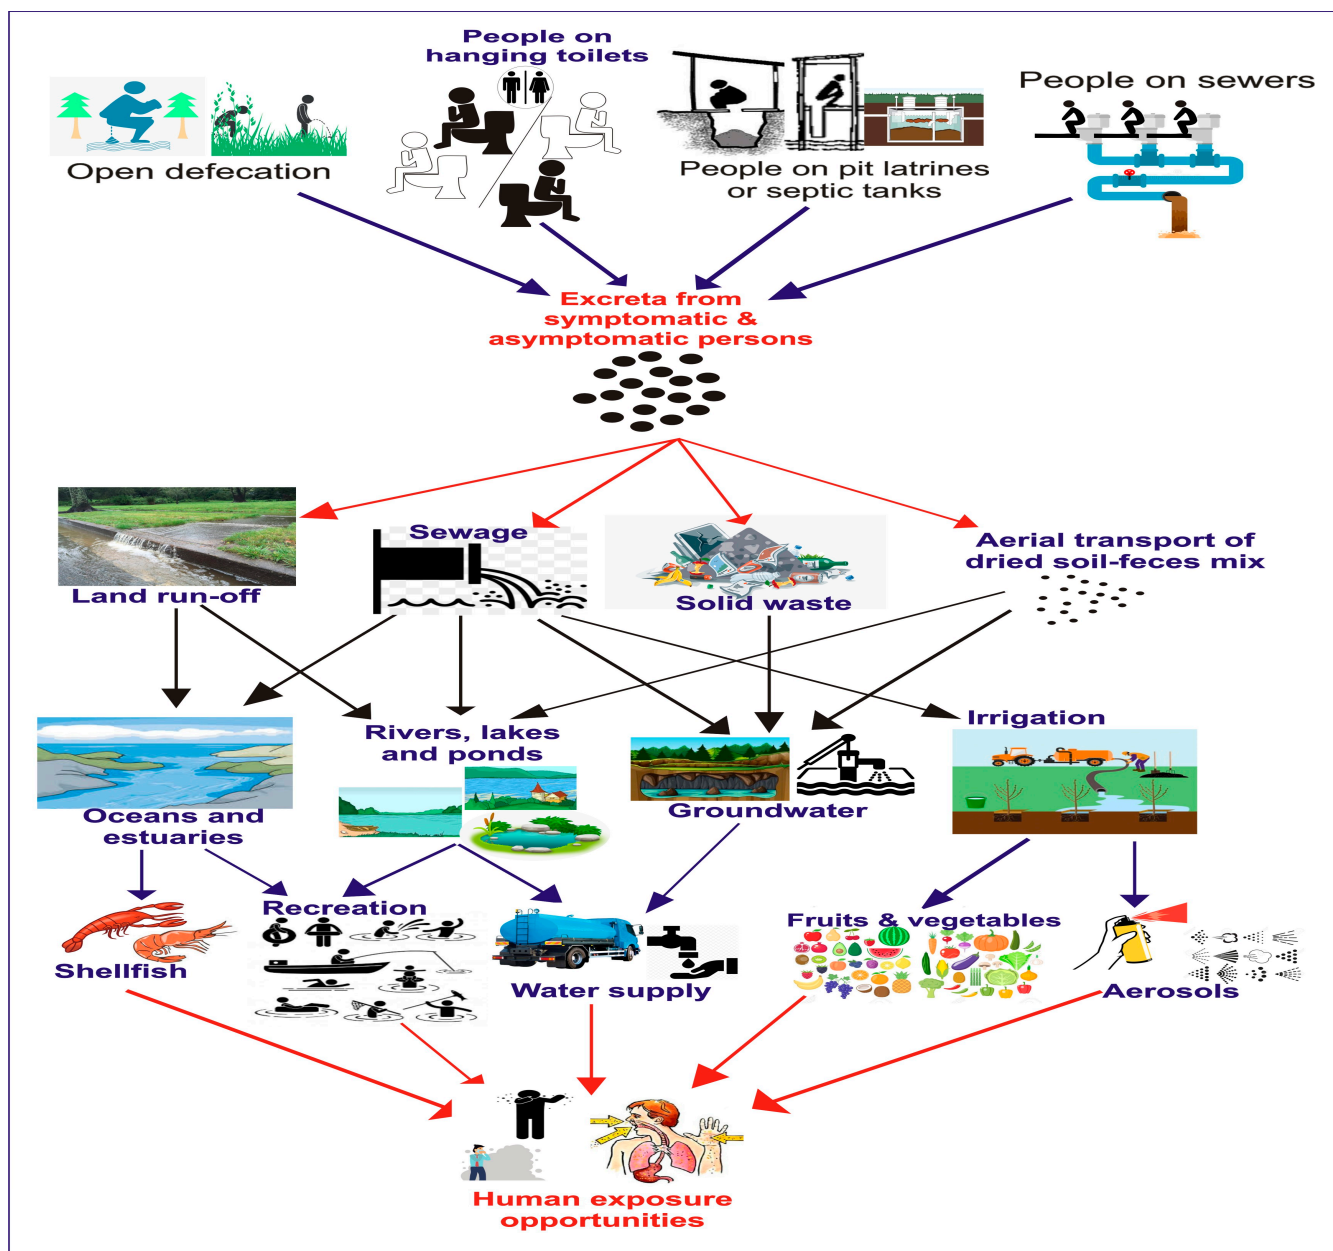 People on
hanging toilets
People on sewers
Open defecation
People on pit latrines
or septic tanks
Excreta from
symptomatic &
asymptomatic persons
Sewage
Aerial transport of
dried soil-feces mix
Land run-off
Solid waste
Rivers, lakes
and ponds
Irrigation
Oceans and
estuaries
Groundwater
Recreation
Fruits & vegetables
Shellfish
Water supply
Aerosols
Human exposure
opportunities